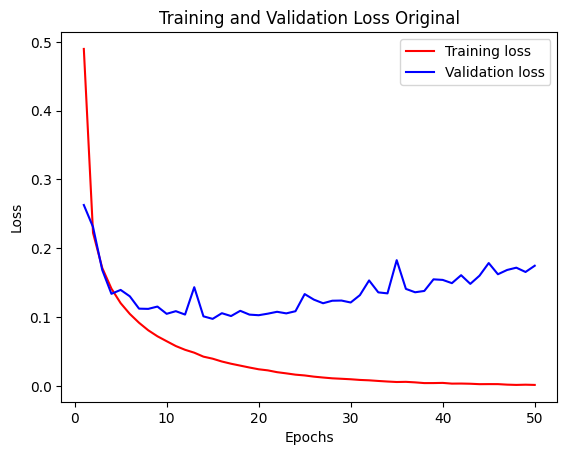 Training and Validation Loss Original
Training loss
Validation loss
Loss
0.5
0.4
0.3
0.2
0.1
0.0
0
10
20
30
40
50
Epochs